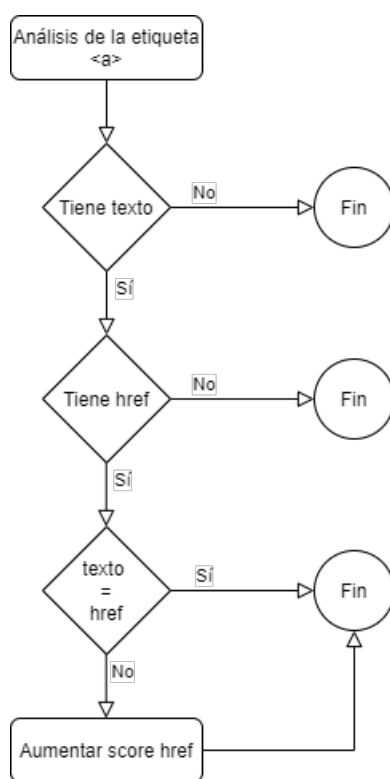 Análisis de la etiqueta
<a>
Tiene texto
No
Fin
Sí
Tiene href
No
Fin
Sí
texto
=
href
Sí
Fin
No
Aumentar score href